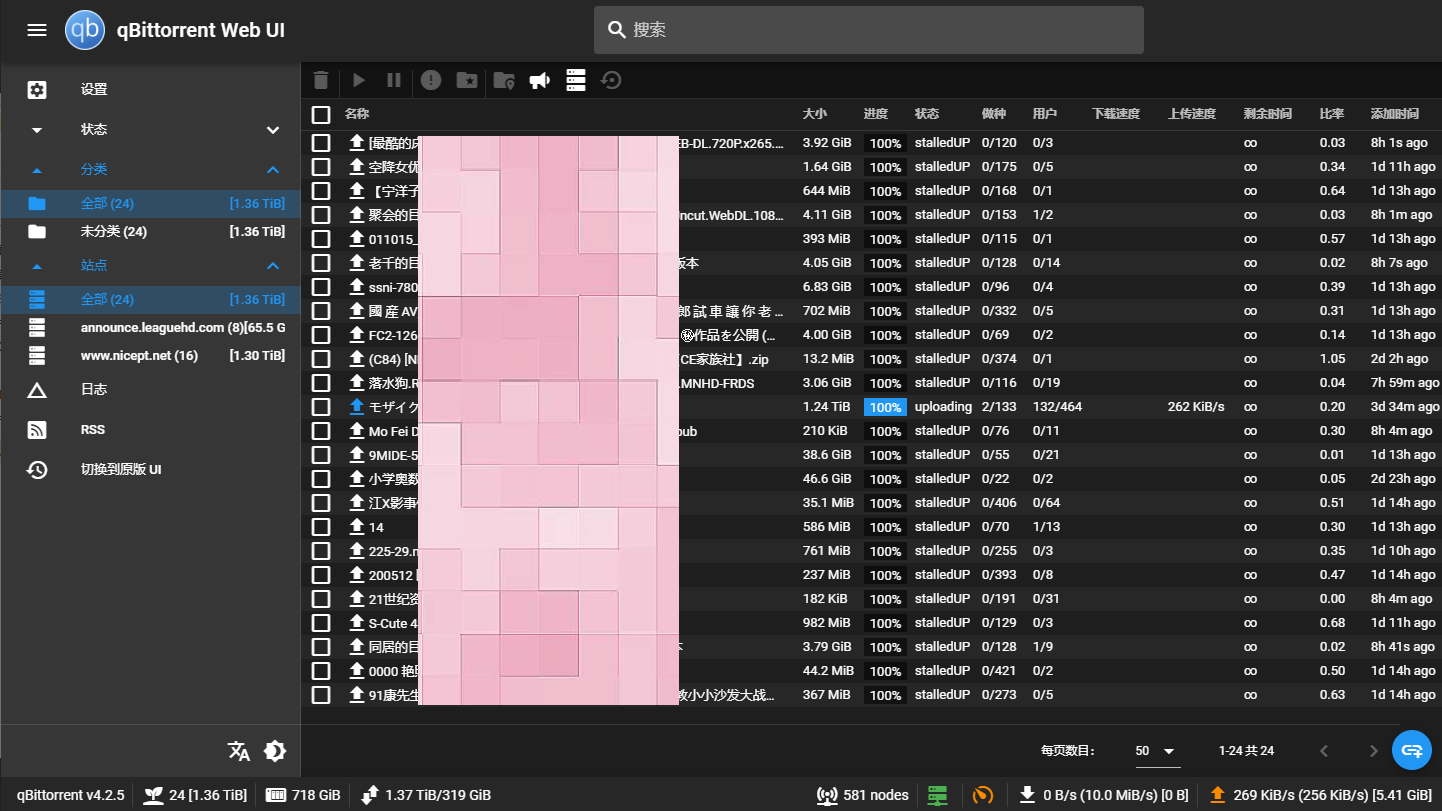 qb qBittorrent Web UI 搜索
设置
状态
分类
全部 (24) [1.36 TiB]
未分类 (24) [1.36 TiB]
站点
全部 (24) [1.36 TiB]
announce.leaguehd.com (8)[65.5 G
www.nicept.net (16) [1.30 TiB]
日志
RSS
切换到原版 UI
名称 大小 进度 状态 做种 用户 下载速度 上传速度 剩余时间 比率 添加时间
[最酷的 EB-DL.720P.x265.... 3.92 GiB 100% stalledUP 0/120 0/3 ∞ 0.03 8h 1s ago
空降女优 1.64 GiB 100% stalledUP 0/175 0/5 ∞ 0.34 1d 11h ago
【宁洋子 644 MiB 100% stalledUP 0/168 0/1 ∞ 0.64 1d 13h ago
聚会的目 ncut.WebDL.108... 4.11 GiB 100% stalledUP 0/153 1/2 ∞ 0.03 8h 1m ago
011015_ 393 MiB 100% stalledUP 0/115 0/1 ∞ 0.57 1d 13h ago
老千的目 版本 4.05 GiB 100% stalledUP 0/128 0/14 ∞ 0.02 8h 7s ago
ssni-780 6.83 GiB 100% stalledUP 0/96 0/4 ∞ 0.39 1d 13h ago
國 産 AV 郎 試 車 讓 你 老 ... 702 MiB 100% stalledUP 0/332 0/5 ∞ 0.31 1d 13h ago
FC2-126 ㊙作品を公開 (... 4.00 GiB 100% stalledUP 0/69 0/2 ∞ 0.14 1d 13h ago
(C84) [N CE家族社】.zip 13.2 MiB 100% stalledUP 0/374 0/1 ∞ 1.05 2d 2h ago
落水狗.R .MNHD-FRDS 3.06 GiB 100% stalledUP 0/116 0/19 ∞ 0.04 7h 59m ago
モザイク 1.24 TiB 100% uploading 2/133 132/464 262 KiB/s ∞ 0.20 3d 34m ago
Mo Fei D pub 210 KiB 100% stalledUP 0/76 0/11 ∞ 0.30 8h 4m ago
9MIDE-5 38.6 GiB 100% stalledUP 0/55 0/21 ∞ 0.01 1d 13h ago
小学奥数 46.6 GiB 100% stalledUP 0/22 0/2 ∞ 0.05 2d 23h ago
江X影事 35.1 MiB 100% stalledUP 0/406 0/64 ∞ 0.51 1d 14h ago
14 586 MiB 100% stalledUP 0/70 1/13 ∞ 0.30 1d 13h ago
225-29.m 761 MiB 100% stalledUP 0/255 0/3 ∞ 0.35 1d 10h ago
200512 [ 237 MiB 100% stalledUP 0/393 0/8 ∞ 0.47 1d 14h ago
21世纪资 182 KiB 100% stalledUP 0/191 0/31 ∞ 0.00 8h 4m ago
S-Cute 4 982 MiB 100% stalledUP 0/129 0/3 ∞ 0.68 1d 11h ago
同居的目 3.79 GiB 100% stalledUP 0/128 1/9 ∞ 0.02 8h 41s ago
0000 艳 44.2 MiB 100% stalledUP 0/421 0/2 ∞ 0.50 1d 14h ago
91康先生 教小小沙发大战... 367 MiB 100% stalledUP 0/273 0/5 ∞ 0.63 1d 14h ago
每页数目: 50 1-24 共 24
qBittorrent v4.2.5 24 [1.36 TiB] 718 GiB 1.37 TiB/319 GiB 581 nodes 0 B/s (10.0 MiB/s) [0 B] 269 KiB/s (256 KiB/s) [5.41 GiB]